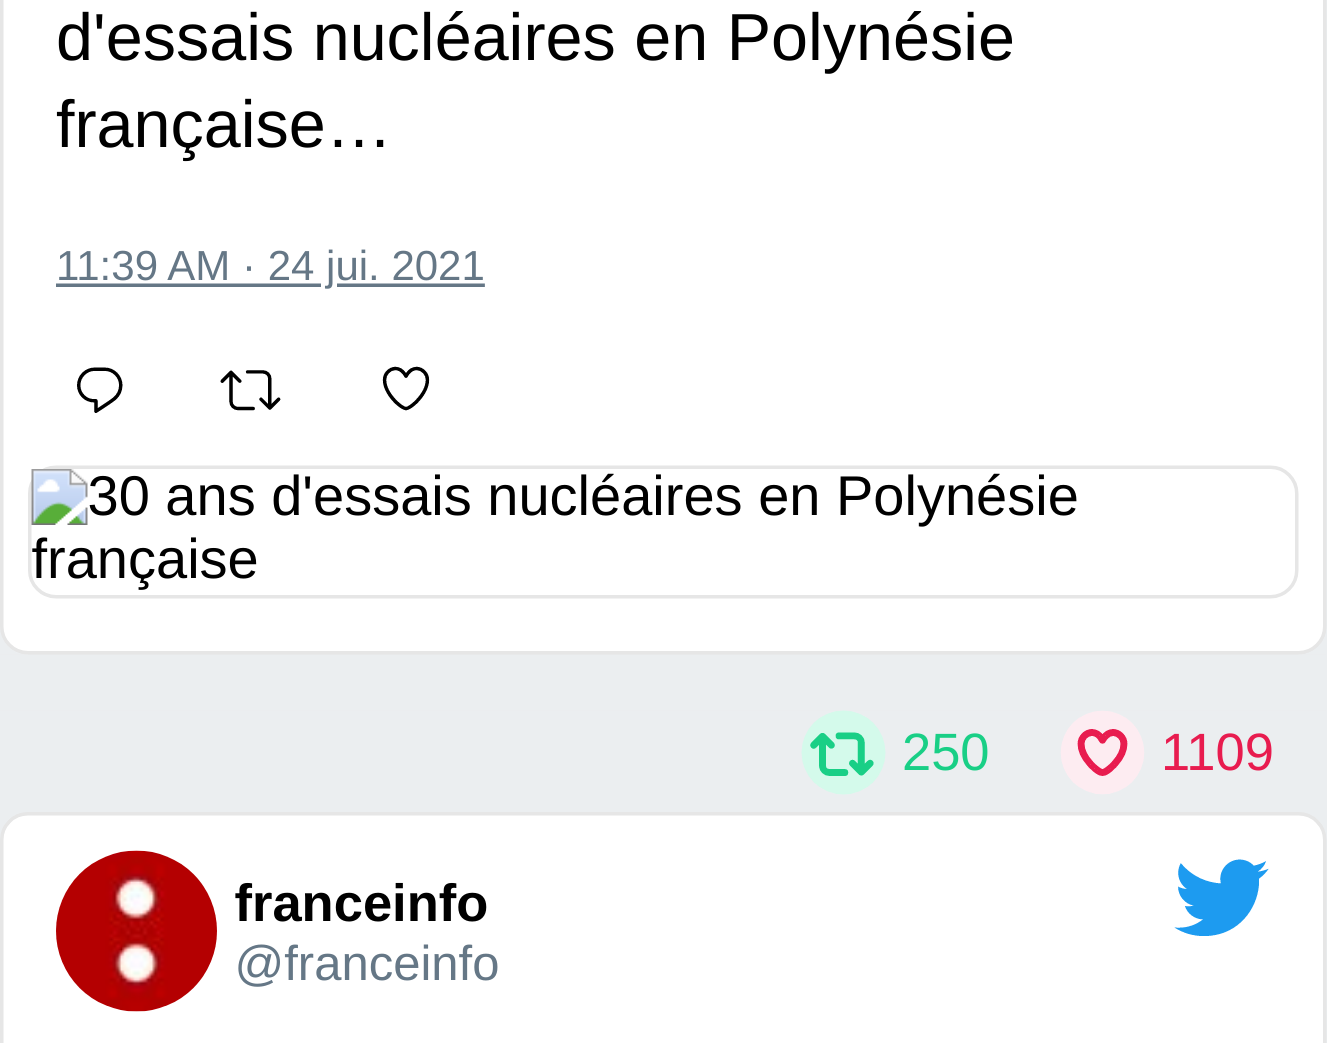 d'essais nucléaires en Polynésie
française…
11:39 AM · 24 jui. 2021
30 ans d'essais nucléaires en Polynésie
française
250 1109
franceinfo
@franceinfo